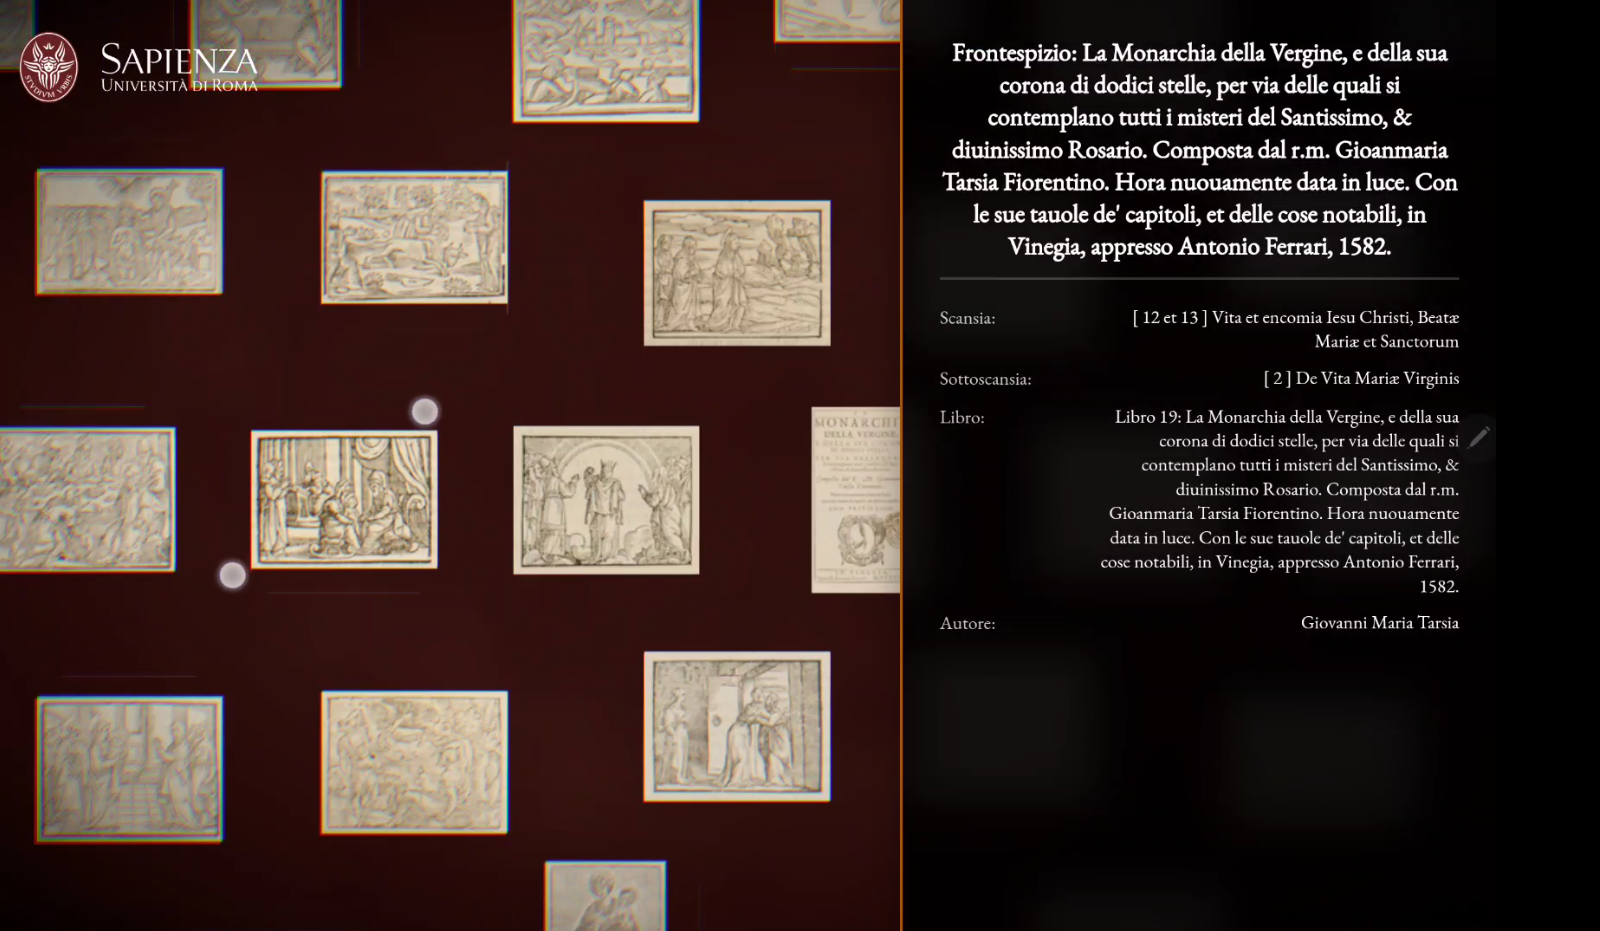 SAPIENZA
UNIVERSITÀ DI ROMA
STVDIVM VRBIS
MONARCHI
DELLA VERGINE,
Frontespizio: La Monarchia della Vergine, e della sua
corona di dodici stelle, per via delle quali si
contemplano tutti i misteri del Santissimo, &
diuinissimo Rosario. Composta dal r.m. Gioanmaria
Tarsia Fiorentino. Hora nuouamente data in luce. Con
le sue tauole de' capitoli, et delle cose notabili, in
Vinegia, appresso Antonio Ferrari, 1582.
Scansia: [ 12 et 13 ] Vita et encomia Iesu Christi, Beatæ
Mariæ et Sanctorum
Sottoscansia: [ 2 ] De Vita Mariæ Virginis
Libro: Libro 19: La Monarchia della Vergine, e della sua
corona di dodici stelle, per via delle quali si
contemplano tutti i misteri del Santissimo, &
diuinissimo Rosario. Composta dal r.m.
Gioanmaria Tarsia Fiorentino. Hora nuouamente
data in luce. Con le sue tauole de' capitoli, et delle
cose notabili, in Vinegia, appresso Antonio Ferrari,
1582.
Autore: Giovanni Maria Tarsia